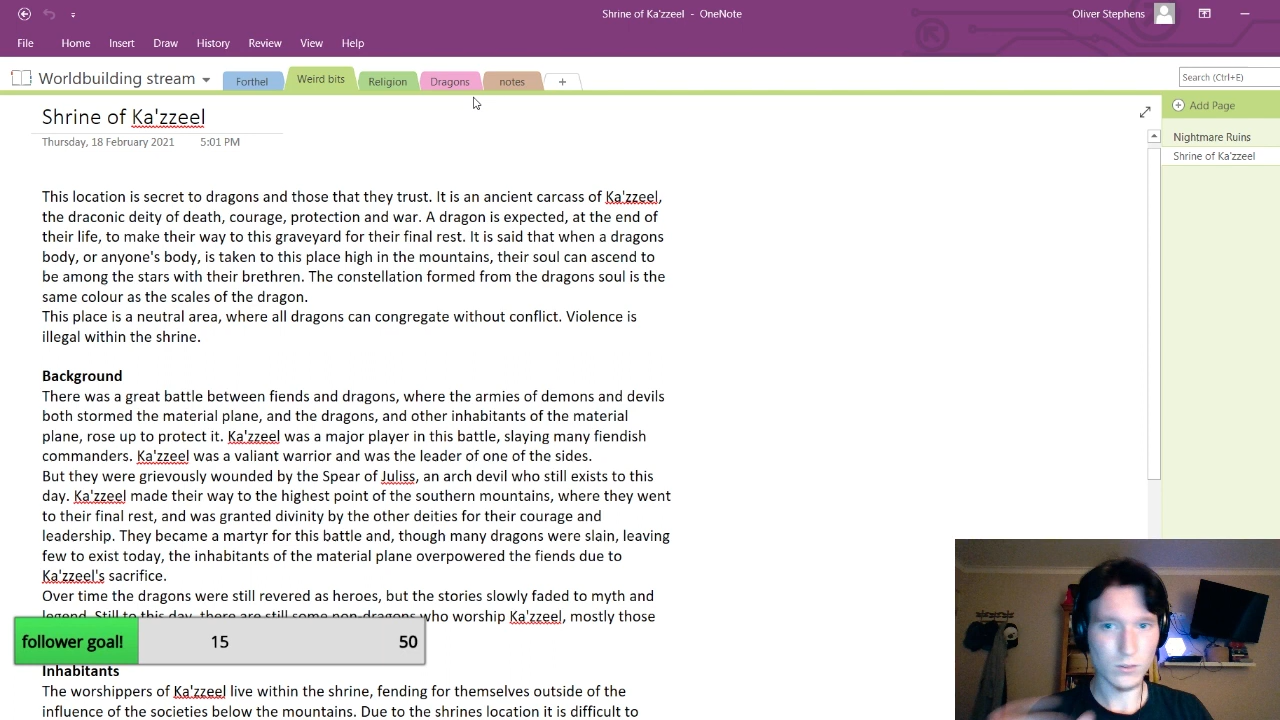 Shrine of Ka'zzeel - OneNote
Oliver Stephens
File Home Insert Draw History Review View Help
Worldbuilding stream
Forthel Weird bits Religion Dragons notes +
Search (Ctrl+E)
Add Page
Nightmare Ruins
Shrine of Ka'zzeel
Shrine of Ka'zzeel
Thursday, 18 February 2021 5:01 PM
This location is secret to dragons and those that they trust. It is an ancient carcass of Ka'zzeel,
the draconic deity of death, courage, protection and war. A dragon is expected, at the end of
their life, to make their way to this graveyard for their final rest. It is said that when a dragons
body, or anyone's body, is taken to this place high in the mountains, their soul can ascend to
be among the stars with their brethren. The constellation formed from the dragons soul is the
same colour as the scales of the dragon.
This place is a neutral area, where all dragons can congregate without conflict. Violence is
illegal within the shrine.
Background
There was a great battle between fiends and dragons, where the armies of demons and devils
both stormed the material plane, and the dragons, and other inhabitants of the material
plane, rose up to protect it. Ka'zzeel was a major player in this battle, slaying many fiendish
commanders. Ka'zzeel was a valiant warrior and was the leader of one of the sides.
But they were grievously wounded by the Spear of Juliss, an arch devil who still exists to this
day. Ka'zzeel made their way to the highest point of the southern mountains, where they went
to their final rest, and was granted divinity by the other deities for their courage and
leadership. They became a martyr for this battle and, though many dragons were slain, leaving
few to exist today, the inhabitants of the material plane overpowered the fiends due to
Ka'zzeel's sacrifice.
Over time the dragons were still revered as heroes, but the stories slowly faded to myth and
legend. Still to this day, there are still some non-dragons who worship Ka'zzeel, mostly those
follower goal! 15 50
Inhabitants
The worshippers of Ka'zzeel live within the shrine, fending for themselves outside of the
influence of the societies below the mountains. Due to the shrines location it is difficult to